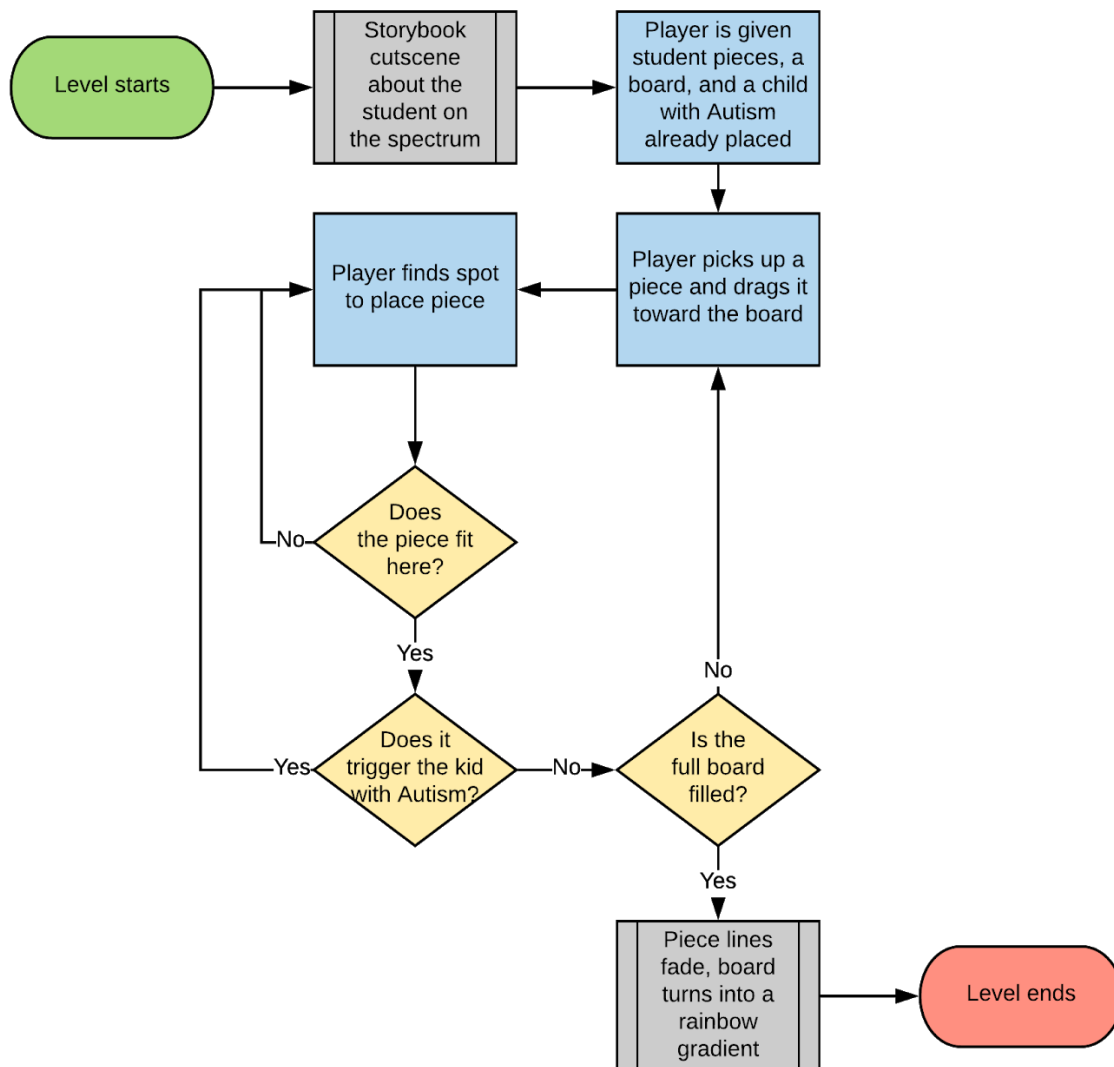 Level starts
Storybook
cutscene about the
student on
the spectrum
Player is given
student pieces, a
board, and a child
with Autism
already placed
Player finds spot
to place piece
Player picks up a
piece and drags it
toward the board
Does
the piece fit
here?
No
Yes
Does it
trigger the kid
with Autism?
Yes
No
Is the
full board
filled?
No
Yes
Piece lines
fade, board
turns into a
rainbow
gradient
Level ends